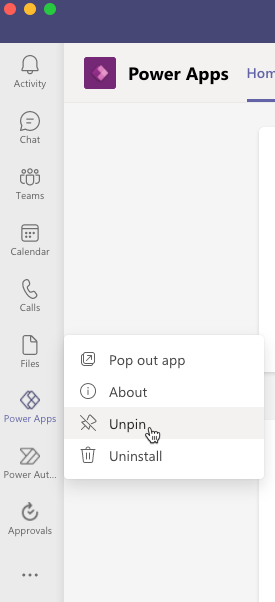 Power Apps
Hom
Activity
Chat
Teams
Calendar
Calls
Files
Power Apps
Power Aut...
Approvals
Pop out app
About
Unpin
Uninstall